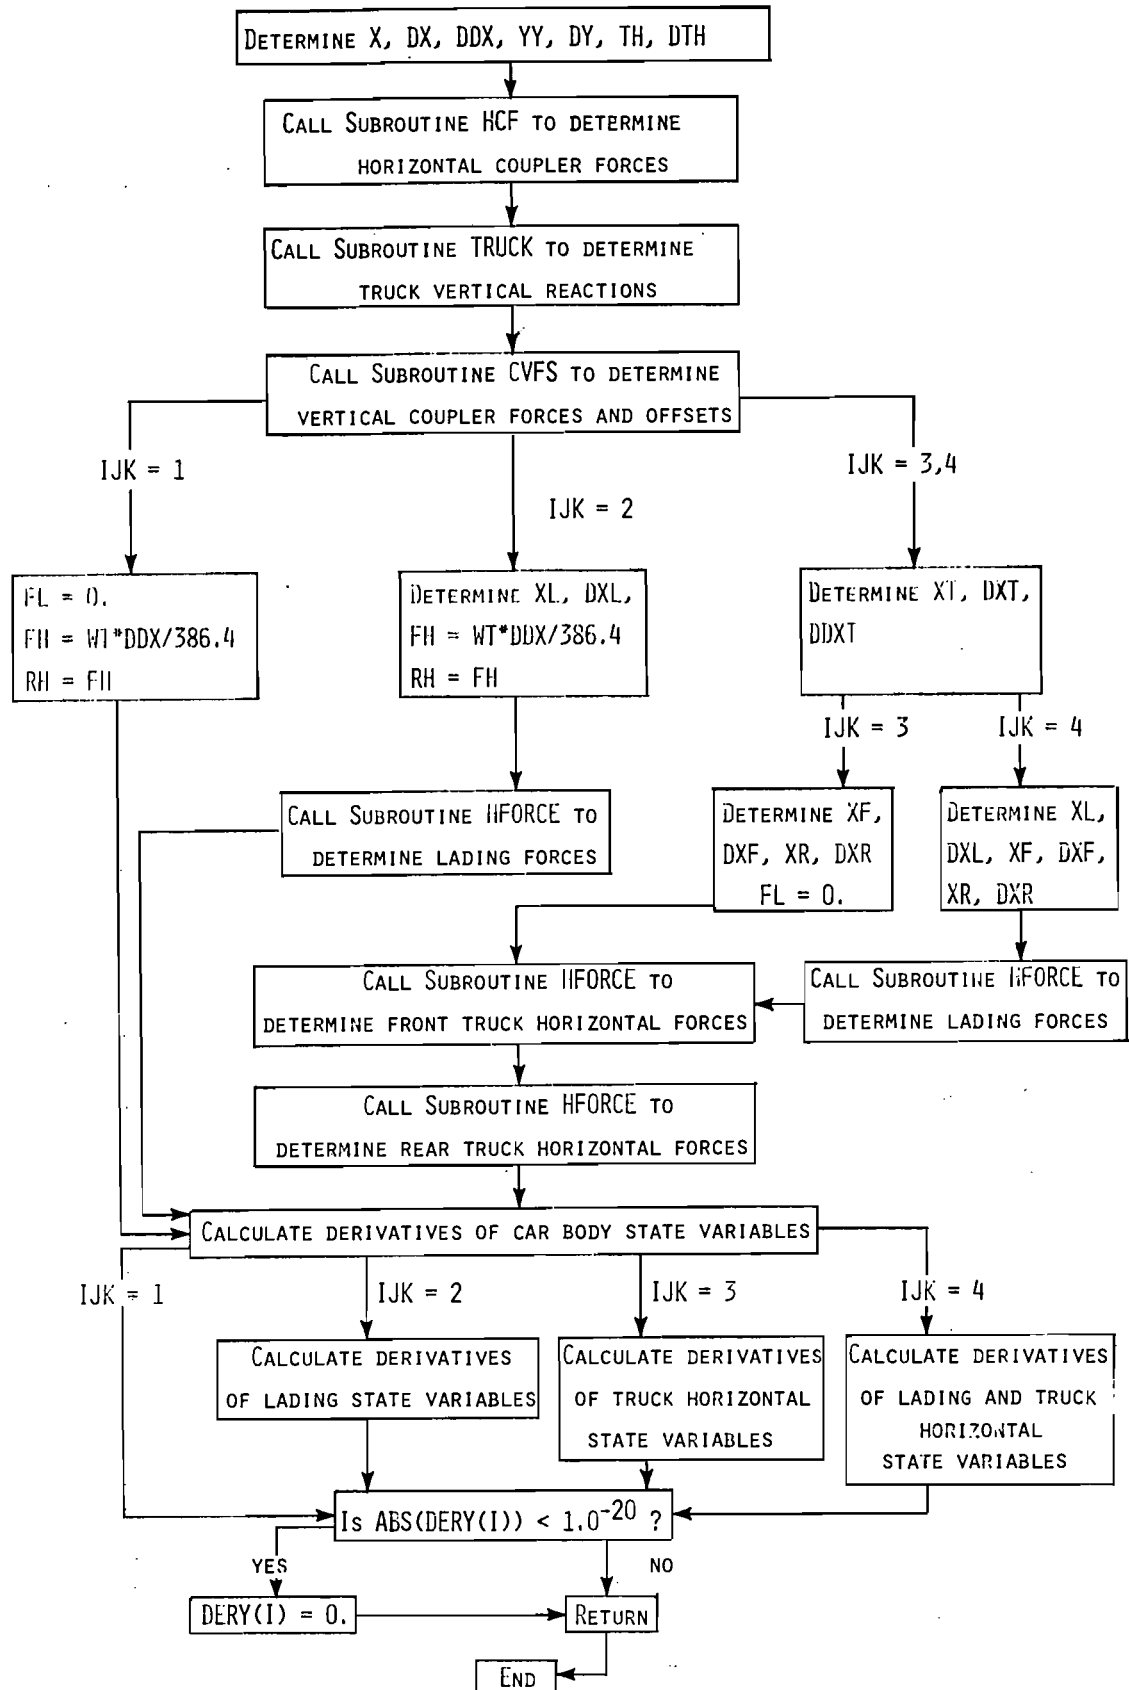 DETERMINE X, DX, DDX, YY, DY, TH, DTH
CALL SUBROUTINE HCF TO DETERMINE
HORIZONTAL COUPLER FORCES
CALL SUBROUTINE TRUCK TO DETERMINE
TRUCK VERTICAL REACTIONS
CALL SUBROUTINE CVFS TO DETERMINE
VERTICAL COUPLER FORCES AND OFFSETS
IJK = 1
IJK = 2
IJK = 3,4
FL = 0.
FH = WT*DDX/386.4
RH = FH
DETERMINE XL, DXL,
FH = WT*DDX/386.4
RH = FH
DETERMINE XT, DXT,
DDXT
IJK = 3
IJK = 4
CALL SUBROUTINE HFORCE TO
DETERMINE LADING FORCES
DETERMINE XF,
DXF, XR, DXR
FL = 0.
DETERMINE XL,
DXL, XF, DXF,
XR, DXR
CALL SUBROUTINE HFORCE TO
DETERMINE FRONT TRUCK HORIZONTAL FORCES
CALL SUBROUTINE HFORCE TO
DETERMINE LADING FORCES
CALL SUBROUTINE HFORCE TO
DETERMINE REAR TRUCK HORIZONTAL FORCES
CALCULATE DERIVATIVES OF CAR BODY STATE VARIABLES
IJK = 1
IJK = 2
IJK = 3
IJK = 4
CALCULATE DERIVATIVES
OF LADING STATE VARIABLES
CALCULATE DERIVATIVES
OF TRUCK HORIZONTAL
STATE VARIABLES
CALCULATE DERIVATIVES
OF LADING AND TRUCK
HORIZONTAL
STATE VARIABLES
IS ABS(DERY(I)) < 1.0⁻²⁰ ?
YES
NO
DERY(I) = 0.
RETURN
END